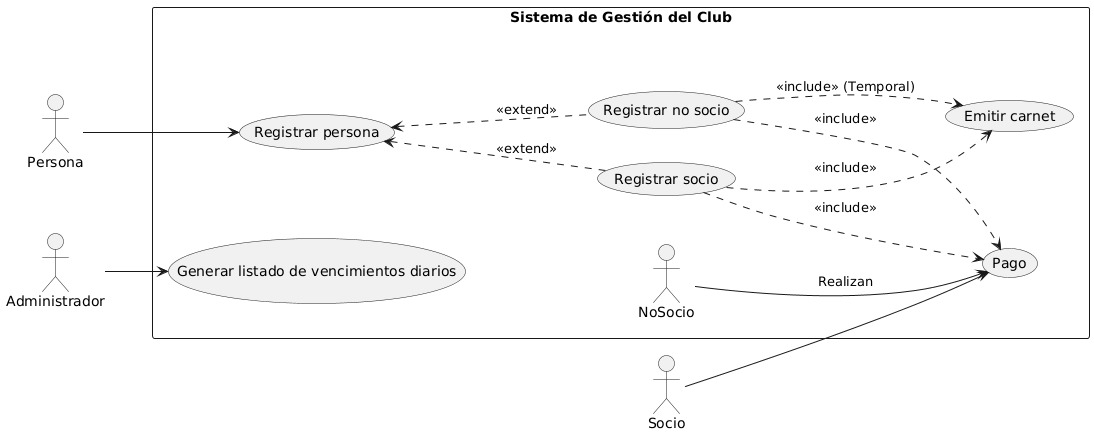 Sistema de Gestión del Club
«include» (Temporal)
«extend»
Registrar no socio
Emitir carnet
«include»
Registrar persona
Persona
«extend»
«include»
Registrar socio
«include»
Generar listado de vencimientos diarios
Pago
Realizan
Administrador
NoSocio
Socio